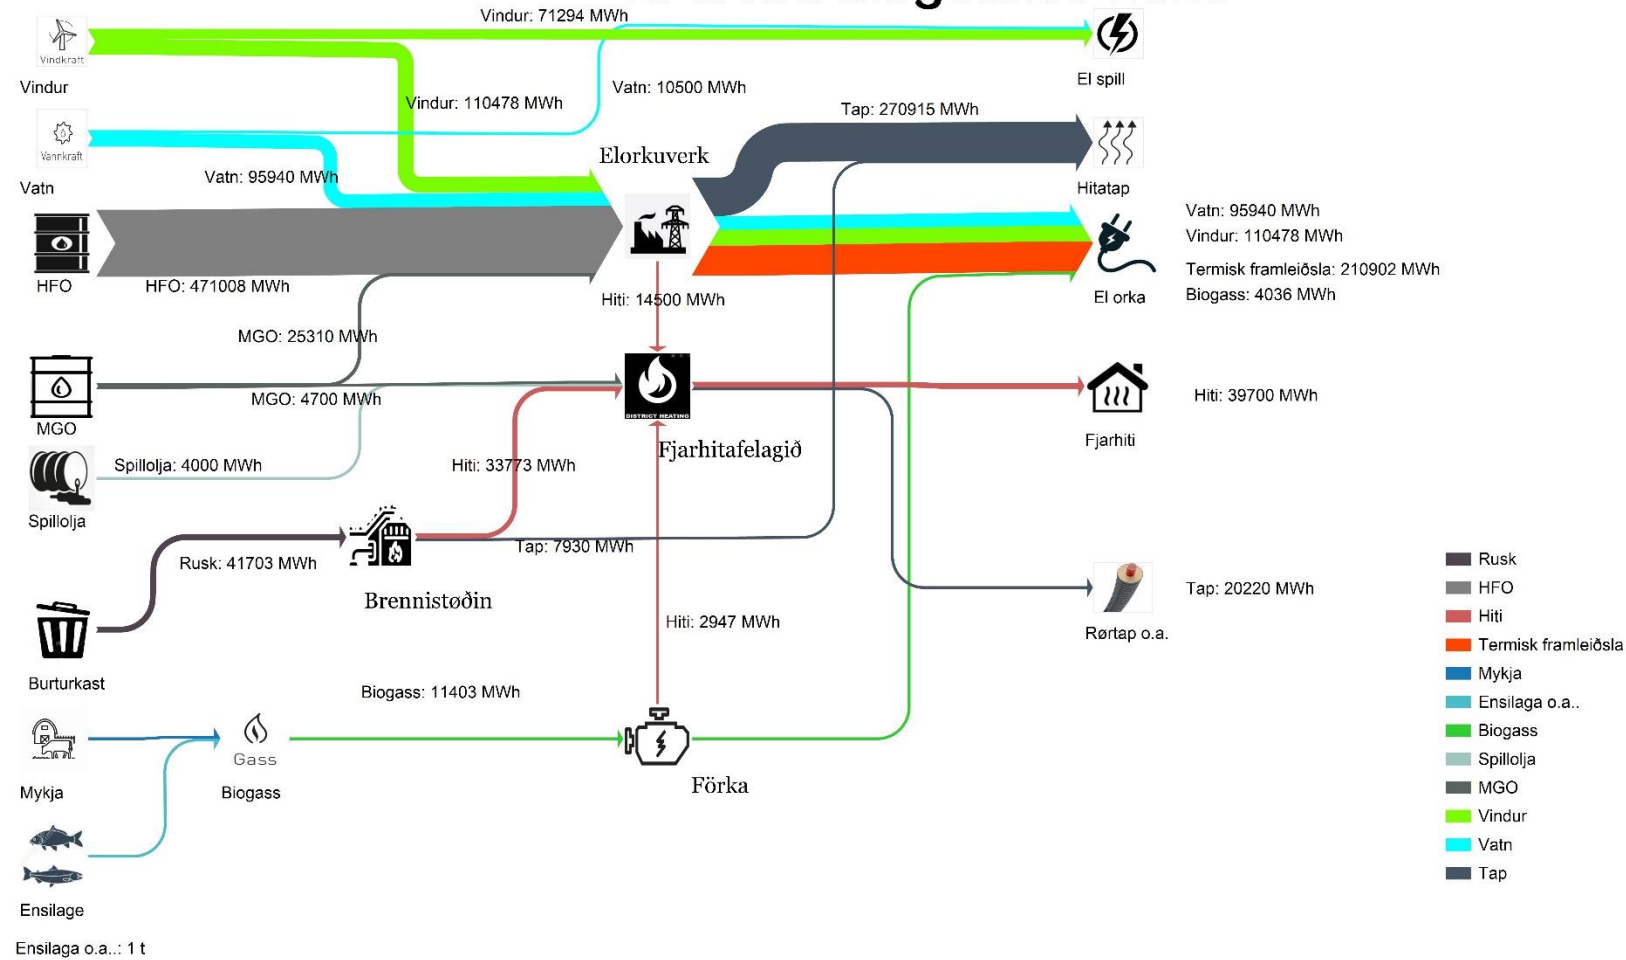 Vindur: 71294 MWh
Vindkraft
Vindur
El spill
Vatn: 10500 MWh
Vindur: 110478 MWh
Tap: 270915 MWh
Vannkraft
Elorkuverk
Vatn: 95940 MWh
Vatn
Hitatap
Vatn: 95940 MWh
Vindur: 110478 MWh
Termisk framleiðsla: 210902 MWh
Biogass: 4036 MWh
HFO
HFO: 471008 MWh
Hiti: 14500 MWh
El orka
MGO: 25310 MWh
MGO: 4700 MWh
Hiti: 39700 MWh
DISTRICT HEATING
MGO
Fjarhiti
Fjarhitafelagið
Spillolja: 4000 MWh
Hiti: 33773 MWh
Spillolja
Tap: 7930 MWh
Rusk: 41703 MWh
Tap: 20220 MWh
Brennistøðin
Hiti: 2947 MWh
Rørtap o.a.
Burturkast
Biogass: 11403 MWh
Gass
Mykja
Biogass
Förka
Ensilage
Ensilaga o.a..: 1 t
Rusk
HFO
Hiti
Termisk framleiðsla
Mykja
Ensilaga o.a..
Biogass
Spillolja
MGO
Vindur
Vatn
Tap